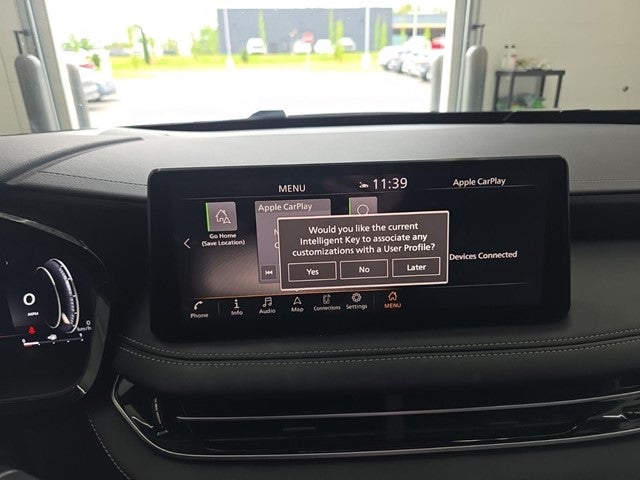 MENU
11:39
Apple CarPlay
Apple CarPlay
Go Home
(Save Location)
Would you like the current
Intelligent Key to associate any
customizations with a User Profile?
Yes
No
Later
Devices Connected
Phone
Info
Audio
Map
Connections
Settings
MENU
0
MPH